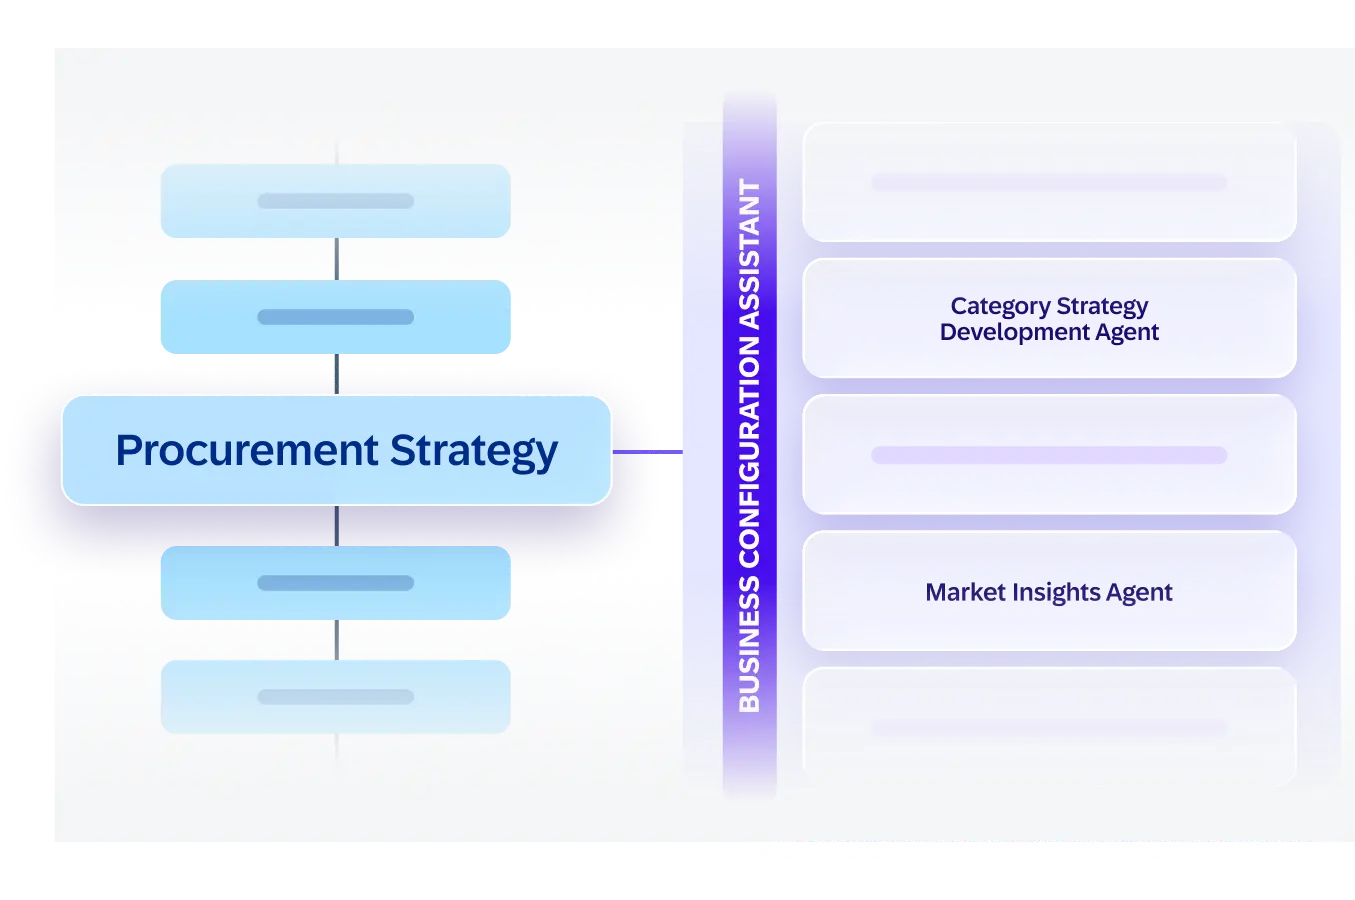 Procurement Strategy
BUSINESS CONFIGURATION ASSISTANT
Category Strategy
Development Agent
Market Insights Agent